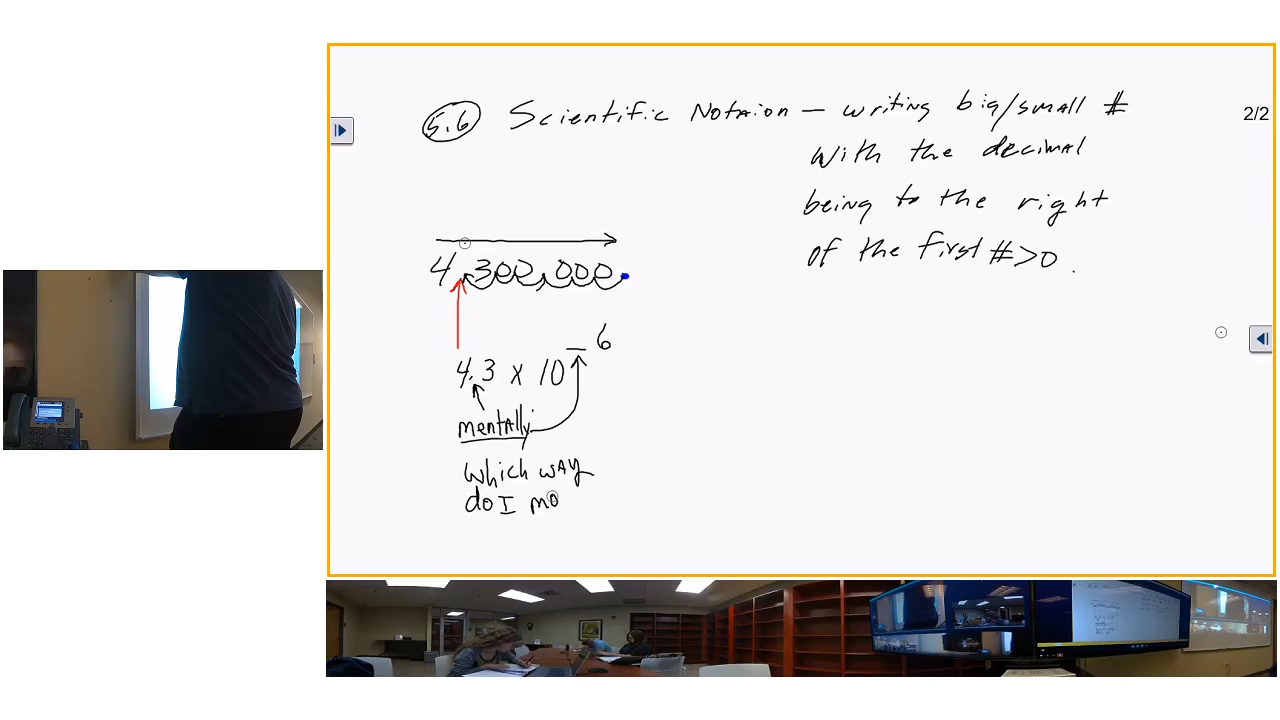 5.6 Scientific Notaion — writing big/small #
2/2
with the decimal
being to the right
of the first #>0.
4.300,000.
6
4.3 x 10
mentally
which way
do I mo